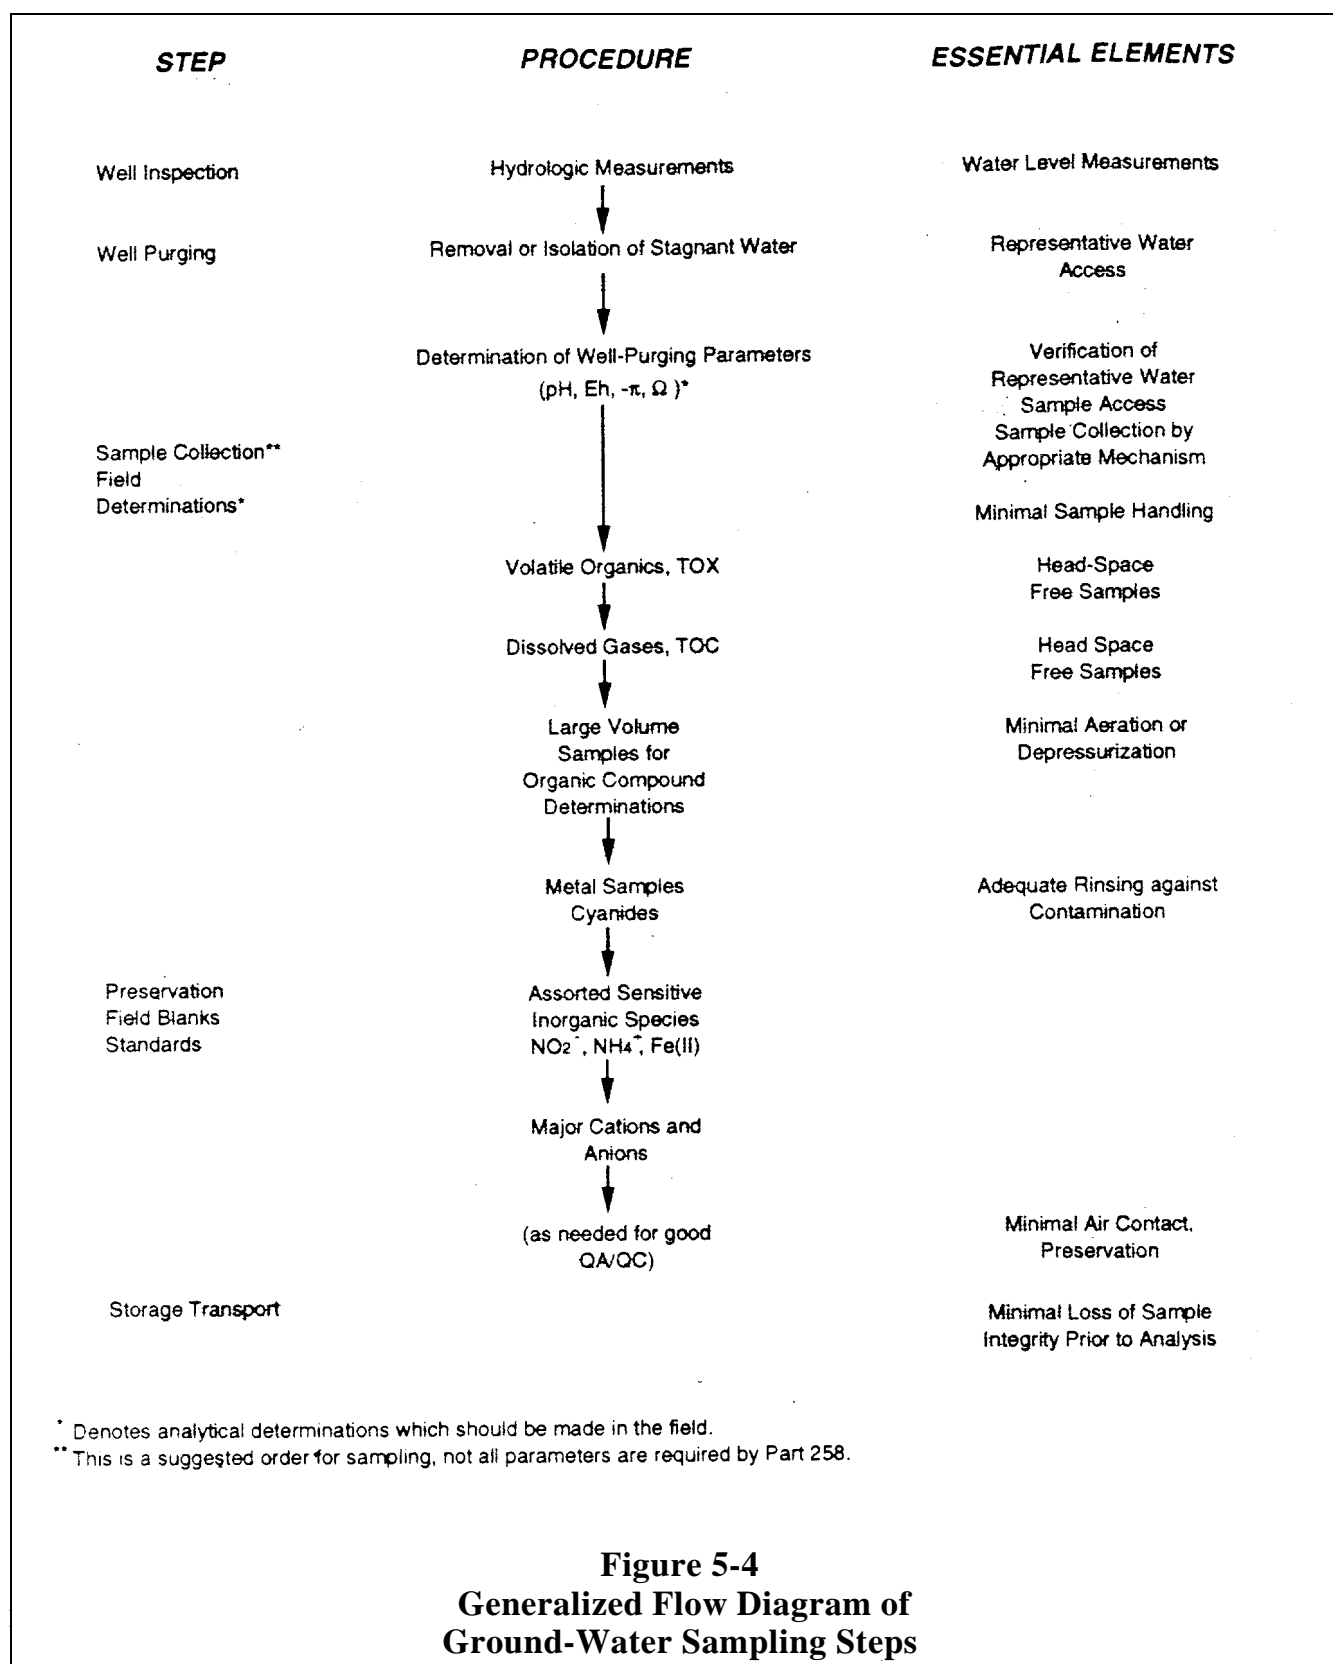 STEP
PROCEDURE
ESSENTIAL ELEMENTS
Well Inspection
Hydrologic Measurements
Water Level Measurements
Well Purging
Removal or Isolation of Stagnant Water
Representative Water
Access
Determination of Well-Purging Parameters
(pH, Eh, -π, Ω )*
Verification of
Representative Water
Sample Access
Sample Collection by
Appropriate Mechanism
Sample Collection**
Field
Determinations*
Minimal Sample Handling
Volatile Organics, TOX
Head-Space
Free Samples
Dissolved Gases, TOC
Head Space
Free Samples
Large Volume
Samples for
Organic Compound
Determinations
Minimal Aeration or
Depressurization
Metal Samples
Cyanides
Adequate Rinsing against
Contamination
Preservation
Field Blanks
Standards
Assorted Sensitive
Inorganic Species
NO2⁻, NH4⁺, Fe(II)
Major Cations and
Anions
(as needed for good
QA/QC)
Minimal Air Contact,
Preservation
Storage Transport
Minimal Loss of Sample
Integrity Prior to Analysis
* Denotes analytical determinations which should be made in the field.
** This is a suggested order for sampling, not all parameters are required by Part 258.
Figure 5-4
Generalized Flow Diagram of
Ground-Water Sampling Steps